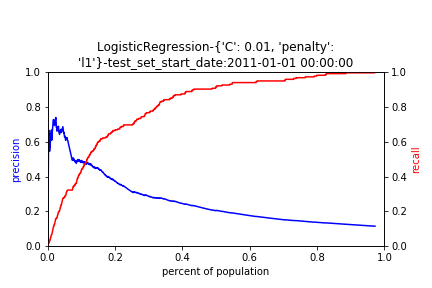 LogisticRegression-{'C': 0.01, 'penalty':
'l1'}-test_set_start_date:2011-01-01 00:00:00
1.0
0.8
0.6
0.4
0.2
0.0
precision
1.0
0.8
0.6
0.4
0.2
0.0
recall
0.0 0.2 0.4 0.6 0.8 1.0
percent of population